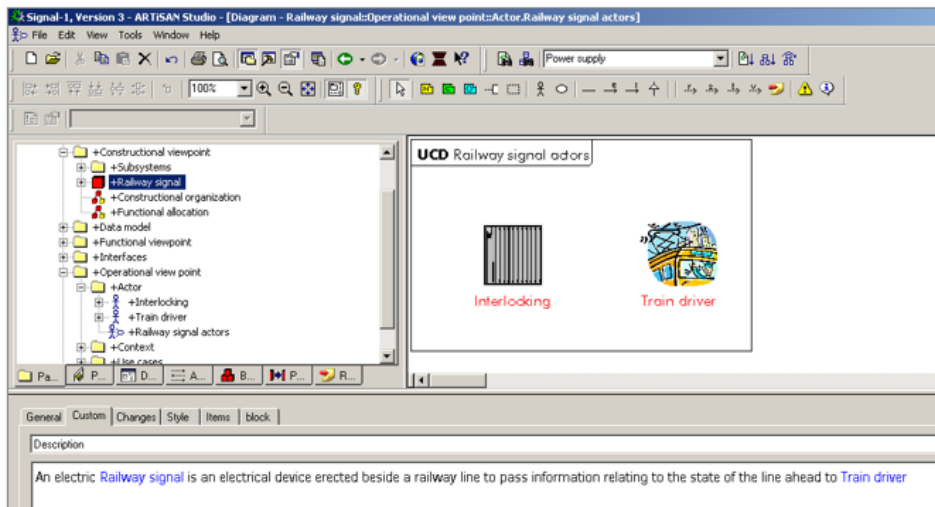 Signal-1, Version 3 - ARTiSAN Studio - [Diagram - Railway signal::Operational view point::Actor.Railway signal actors]
File Edit View Tools Window Help
Power supply
100%
+Constructional viewpoint
+Subsystems
+Railway signal
+Constructional organization
+Functional allocation
+Data model
+Functional viewpoint
+Interfaces
+Operational view point
+Actor
+Interlocking
+Train driver
+Railway signal actors
+Context
+Use cases
Pa... P... D... A... B... P... R...
UCD Railway signal actors
Interlocking Train driver
General Custom Changes Style Items block
Description
An electric Railway signal is an electrical device erected beside a railway line to pass information relating to the state of the line ahead to Train driver